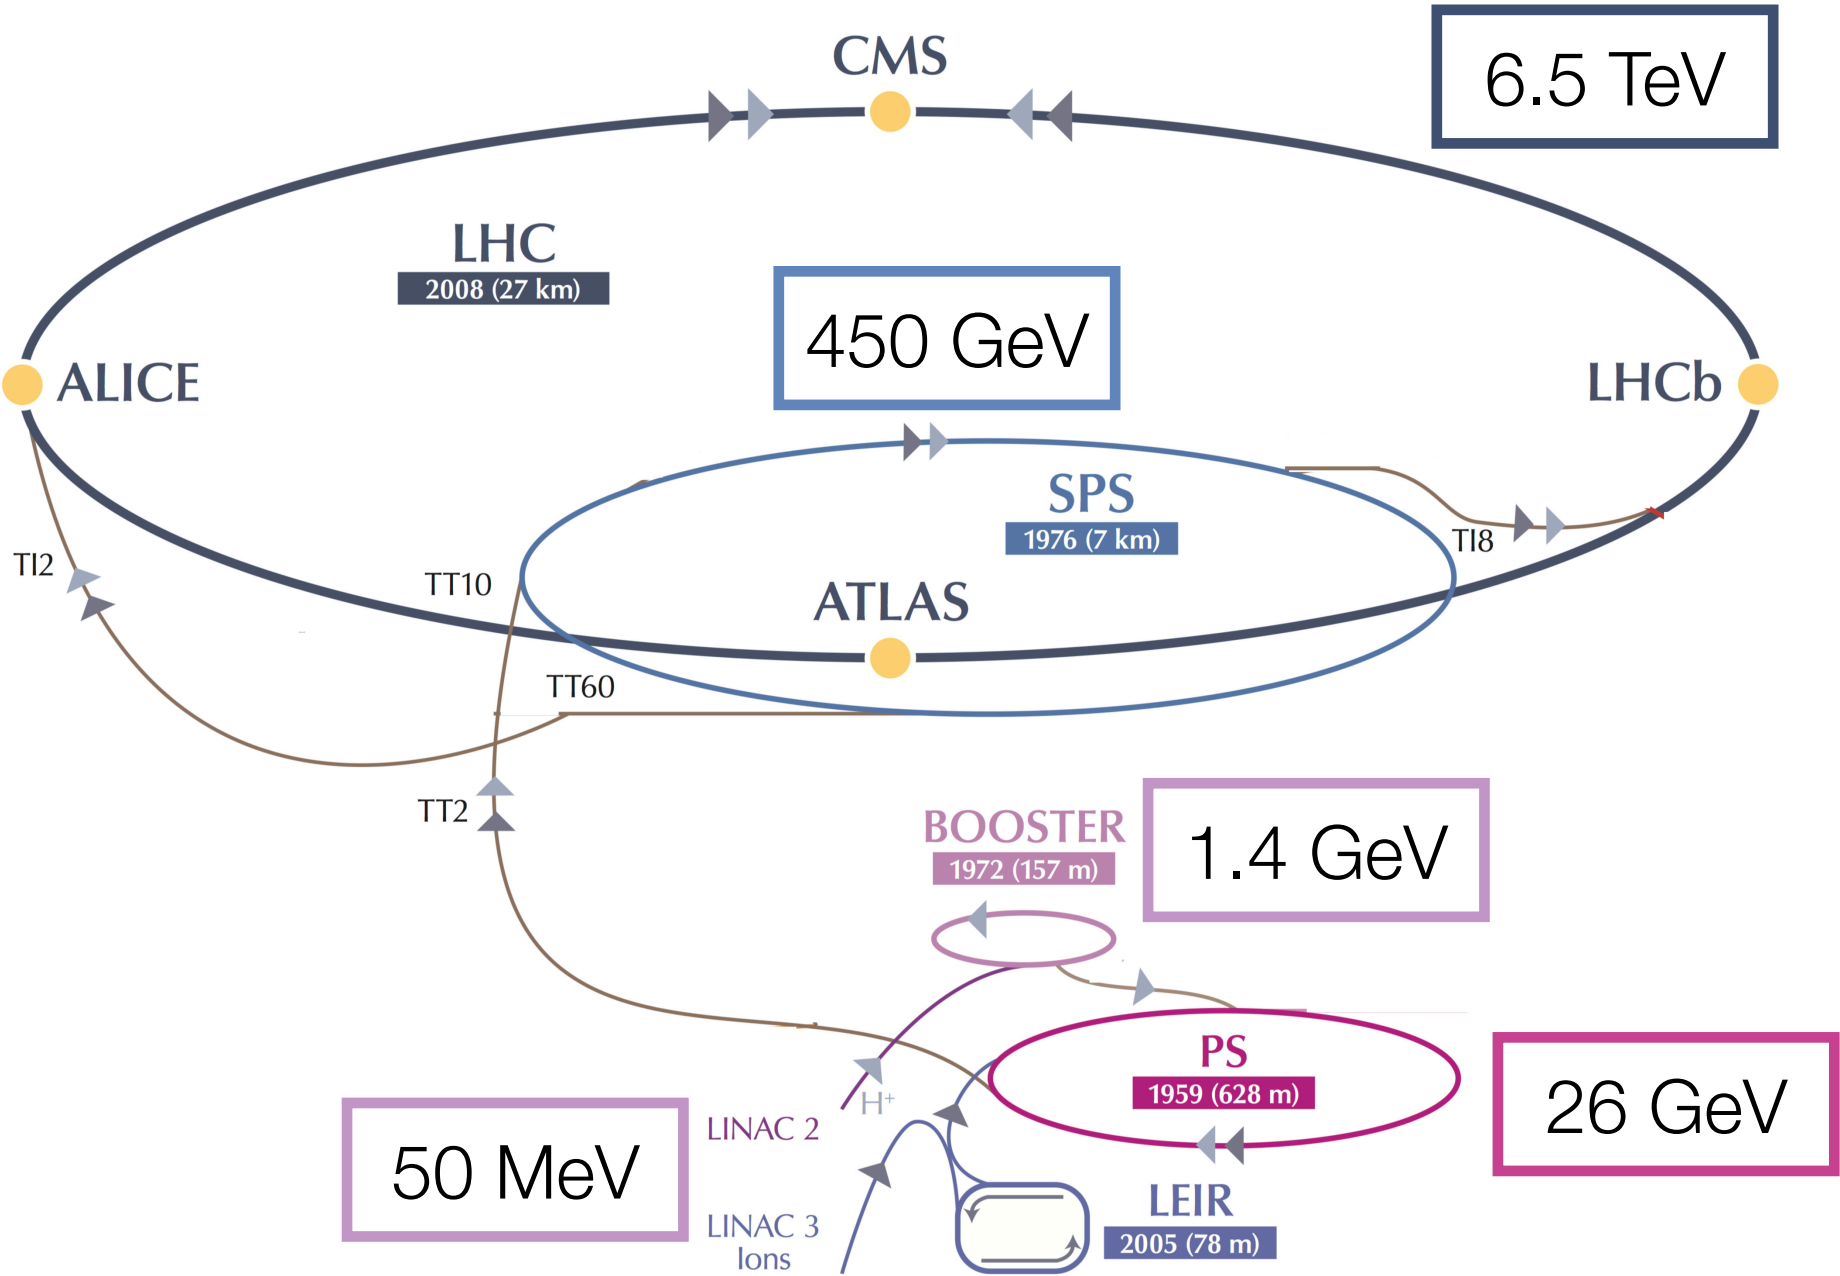 CMS
6.5 TeV
LHC
2008 (27 km)
450 GeV
ALICE
LHCb
SPS
1976 (7 km)
TI8
TI2
TT10
ATLAS
TT60
TT2
BOOSTER
1972 (157 m)
1.4 GeV
PS
1959 (628 m)
26 GeV
H+
LINAC 2
50 MeV
LINAC 3
Ions
LEIR
2005 (78 m)